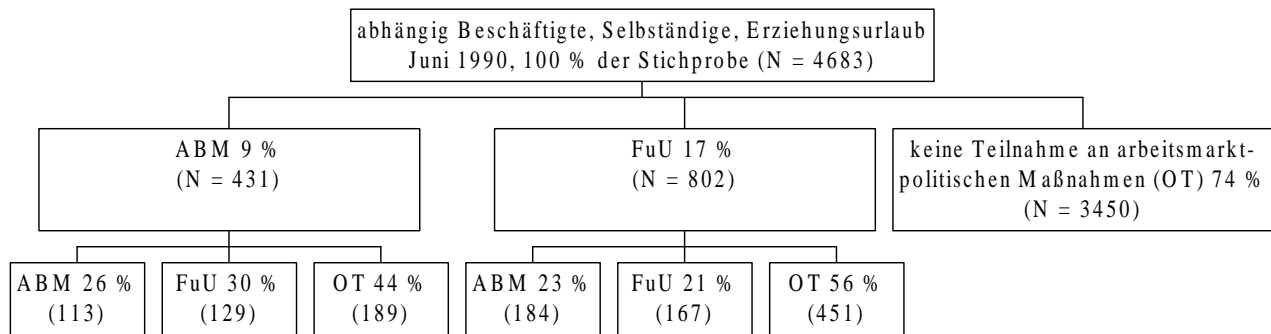 abhängig Beschäftigte, Selbständige, Erziehungsurlaub
Juni 1990, 100 % der Stichprobe (N = 4683)
ABM 9 %
(N = 431)
FuU 17 %
(N = 802)
keine Teilnahme an arbeitsmarkt-
politischen Maßnahmen (OT) 74 %
(N = 3450)
ABM 26 %
(113)
FuU 30 %
(129)
OT 44 %
(189)
ABM 23 %
(184)
FuU 21 %
(167)
OT 56 %
(451)